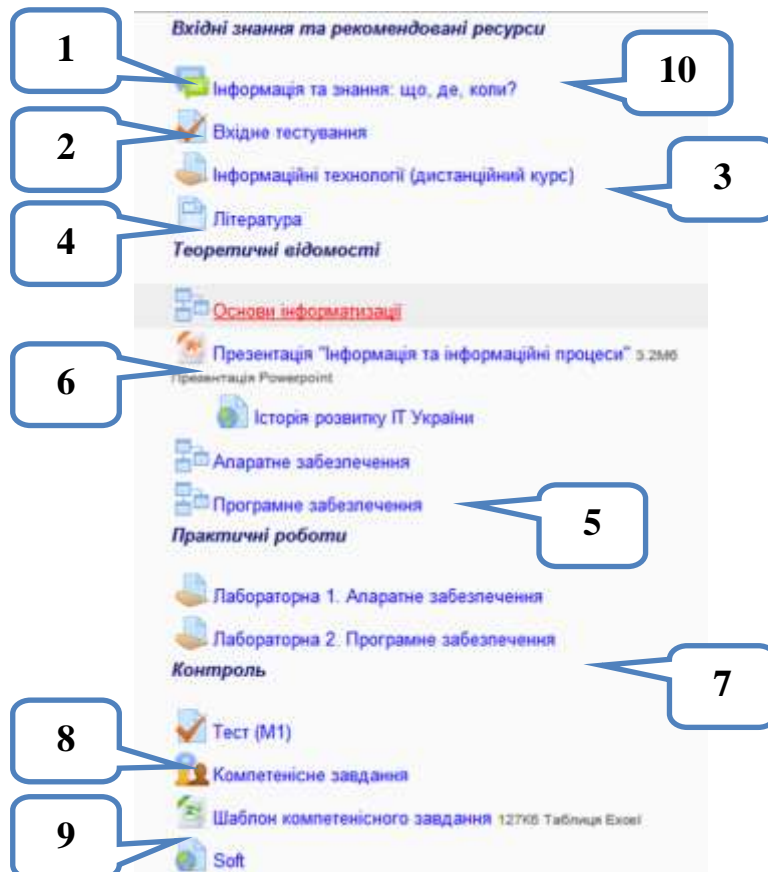 Вхідні знання та рекомендовані ресурси
1
10
Інформація та знання: що, де, коли?
2
Вхідне тестування
3
Інформаційні технології (дистанційний курс)
4
Література
Теоретичні відомості
Основи інформатизації
Презентація "Інформація та інформаційні процеси" 3.2Мб
6
Презентація Powerpoint
Історія розвитку ІТ України
Апаратне забезпечення
Програмне забезпечення
5
Практичні роботи
Лабораторна 1. Апаратне забезпечення
Лабораторна 2. Програмне забезпечення
Контроль
7
Тест (М1)
8
Компетенісне завдання
Шаблон компетенісного завдання 127Кб Таблиця Excel
9
Soft